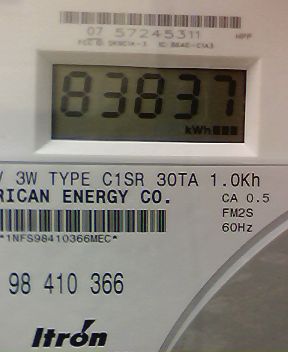 07 57245311
83837
kWh
V 3W TYPE C1SR 30TA 1.0Kh
RICAN ENERGY CO.
CA 0.5
FM2S
60Hz
*1NFS98410366MEC*
98 410 366
Itrón